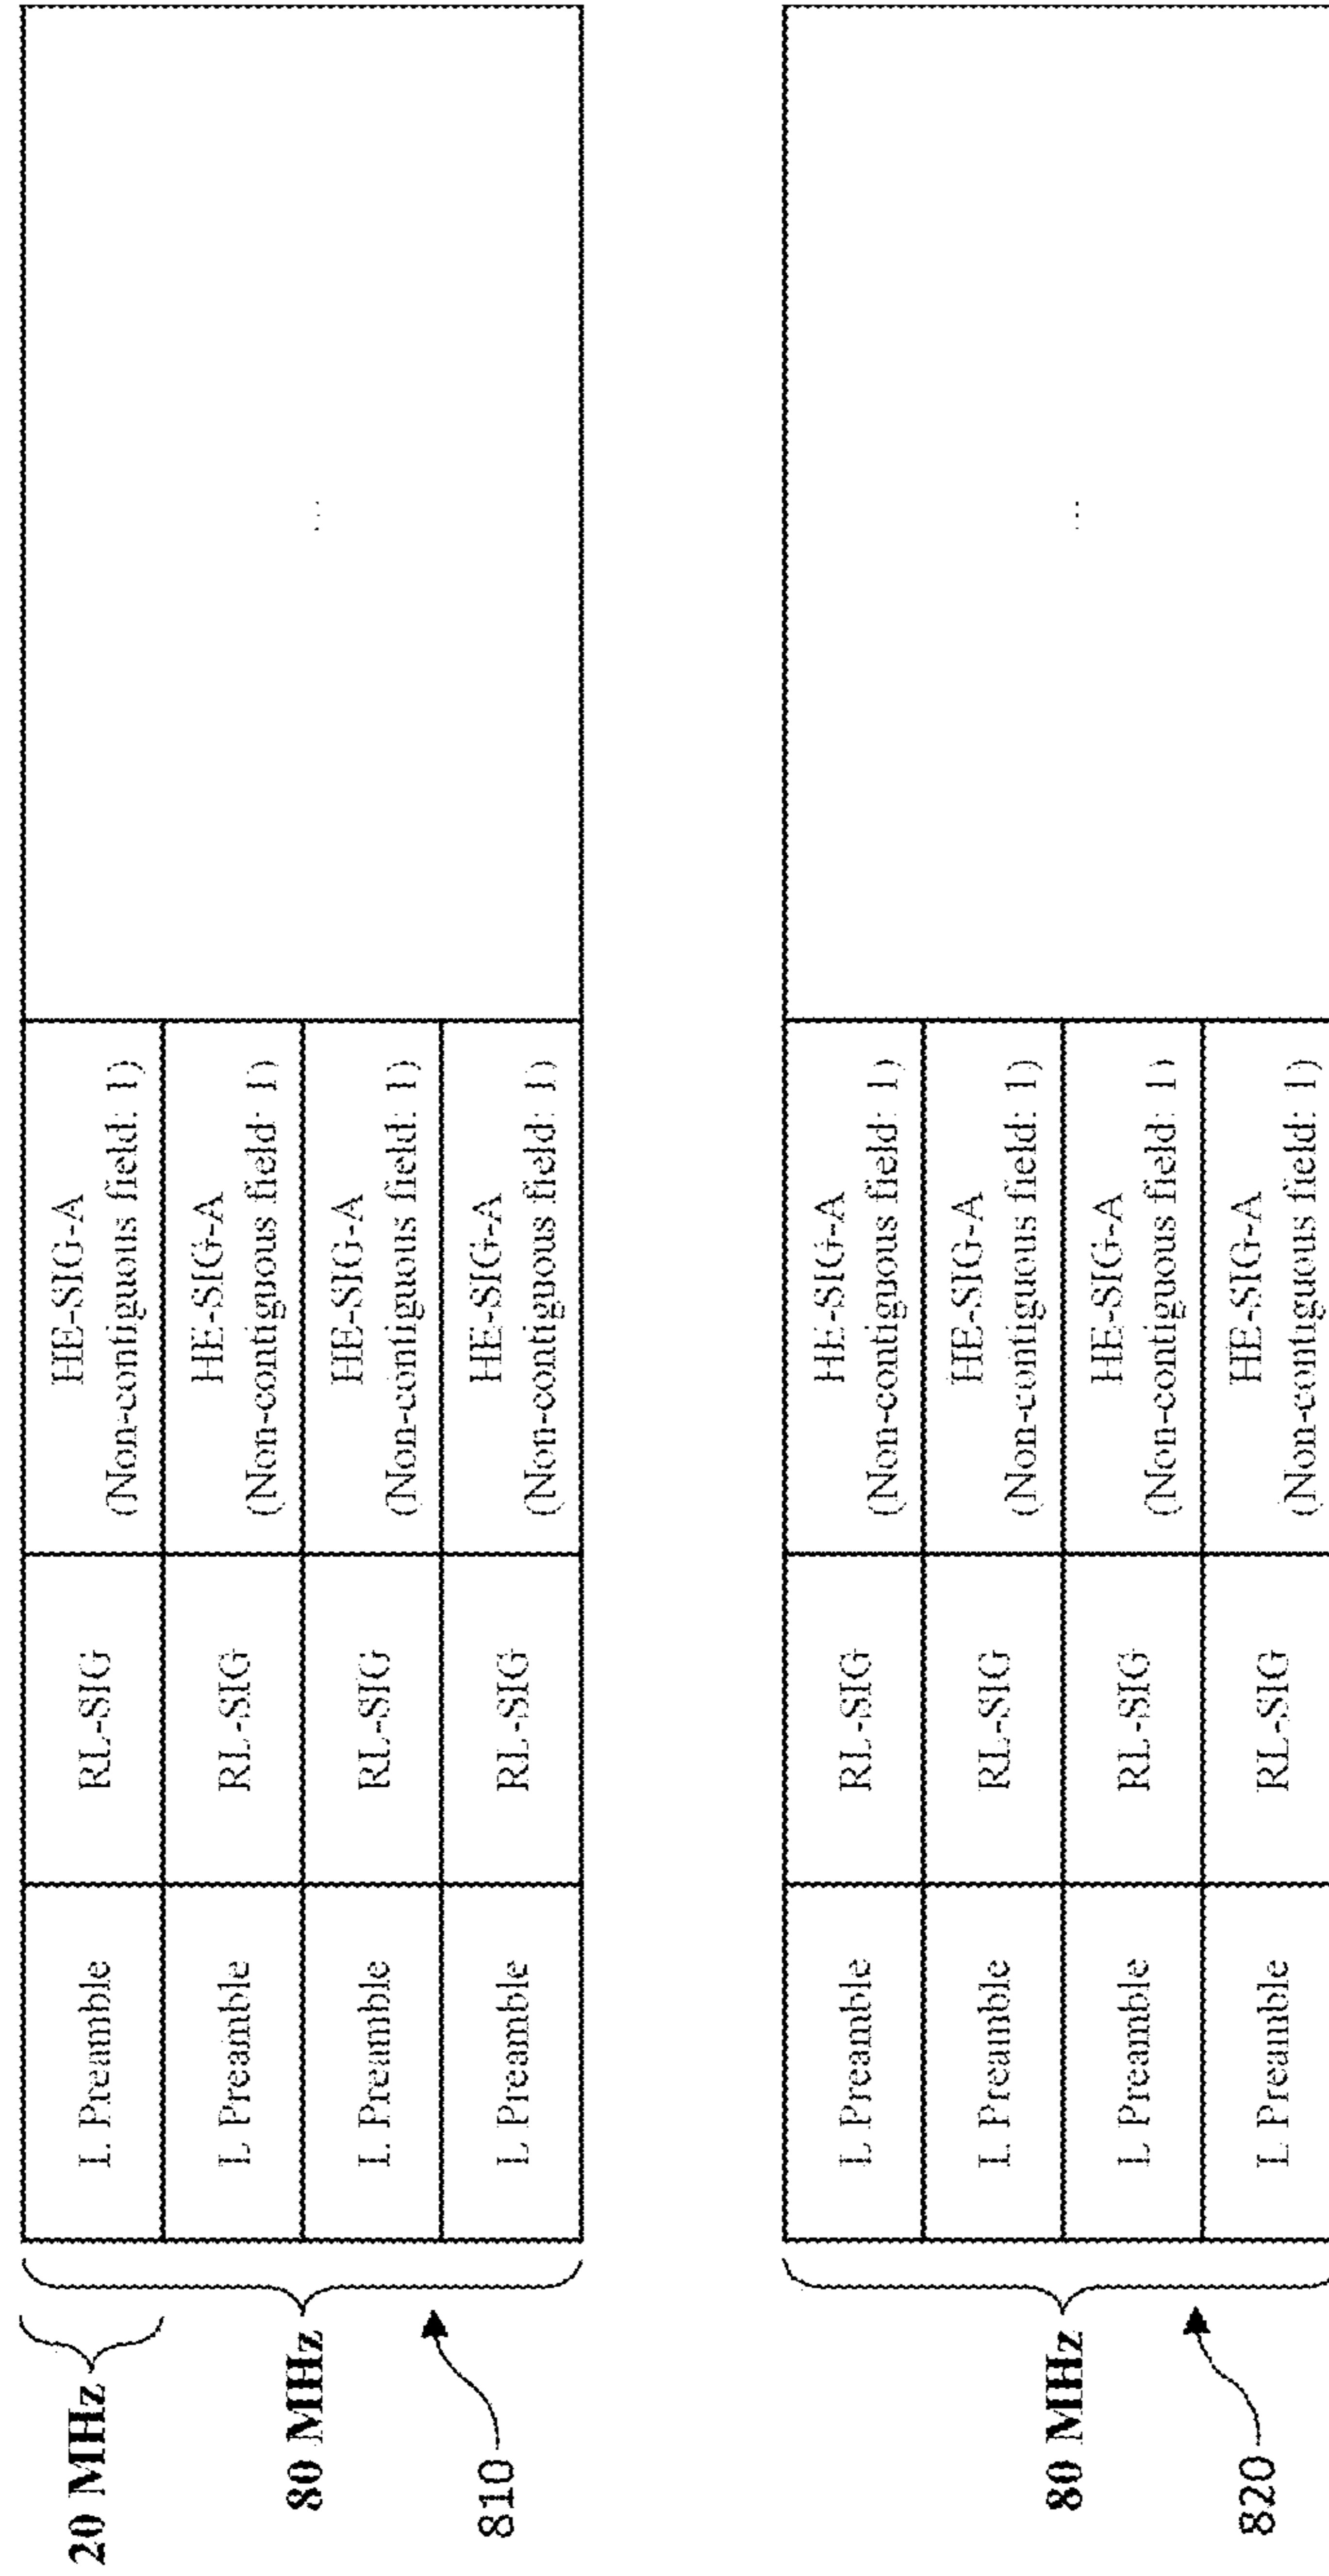 20 MHz
L Preamble
RL-SIG
HE-SIG-A
(Non-contiguous field: 1)
80 MHz
L Preamble
RL-SIG
HE-SIG-A
(Non-contiguous field: 1)
...
L Preamble
RL-SIG
HE-SIG-A
(Non-contiguous field: 1)
810
L Preamble
RL-SIG
HE-SIG-A
(Non-contiguous field: 1)
L Preamble
RL-SIG
HE-SIG-A
(Non-contiguous field: 1)
L Preamble
RL-SIG
HE-SIG-A
(Non-contiguous field: 1)
80 MHz
...
L Preamble
RL-SIG
HE-SIG-A
(Non-contiguous field: 1)
820
L Preamble
RL-SIG
HE-SIG-A
(Non-contiguous field: 1)